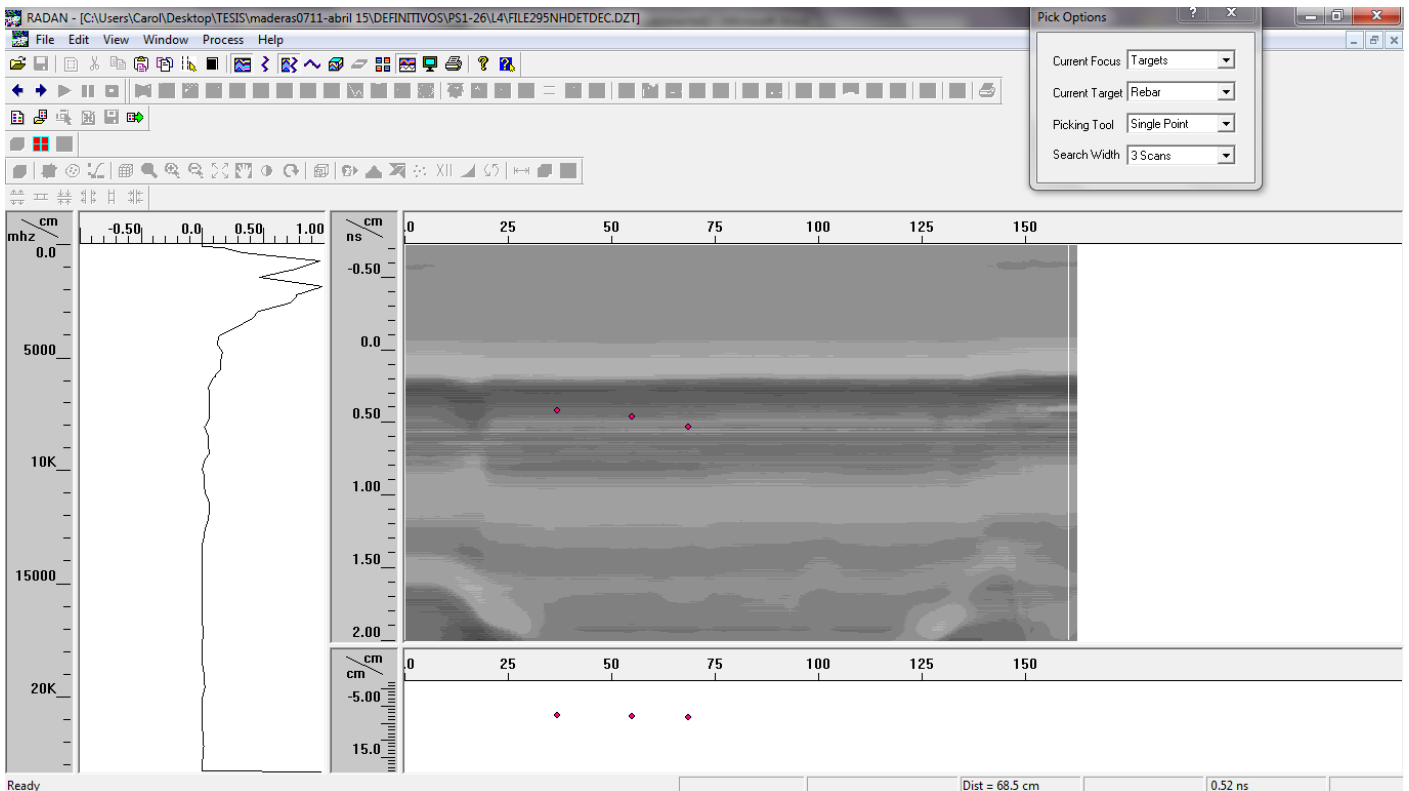 RADAN - [C:\Users\Carol\Desktop\TESIS\maderas0711-abril 15\DEFINITIVOS\PS1-26\L4\FILE295NHDETDEC.DZT]
File Edit View Window Process Help
Pick Options
Current Focus Targets
Current Target Rebar
Picking Tool Single Point
Search Width 3 Scans
XII
cm
mhz
-0.50 0.0 0.50 1.00
cm
ns
.0 25 50 75 100 125 150
0.0
5000
10K
15000
20K
-0.50
0.0
0.50
1.00
1.50
2.00
cm
cm
.0 25 50 75 100 125 150
-5.00
15.0
Ready
Dist = 68.5 cm
0.52 ns